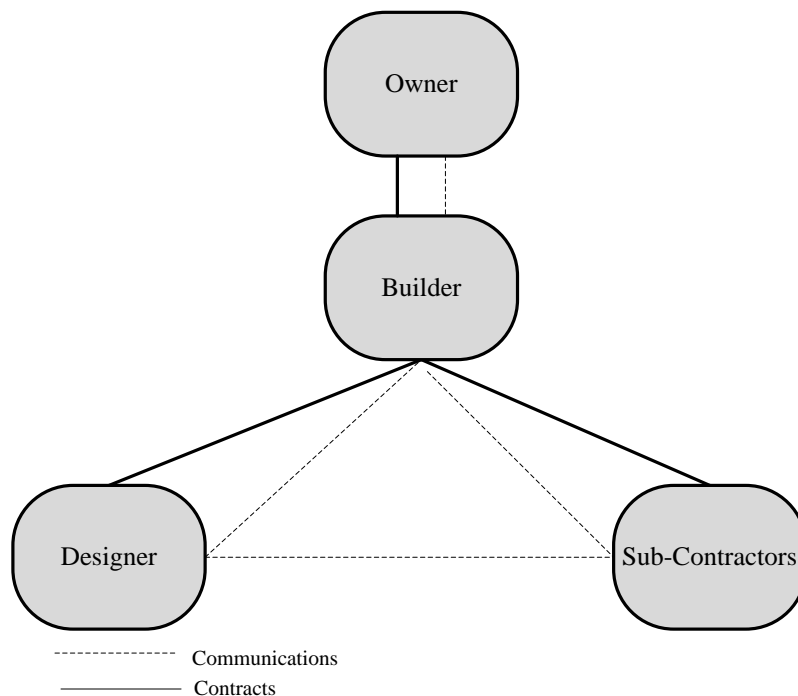 Owner
Builder
Designer
Sub-Contractors
Communications
Contracts